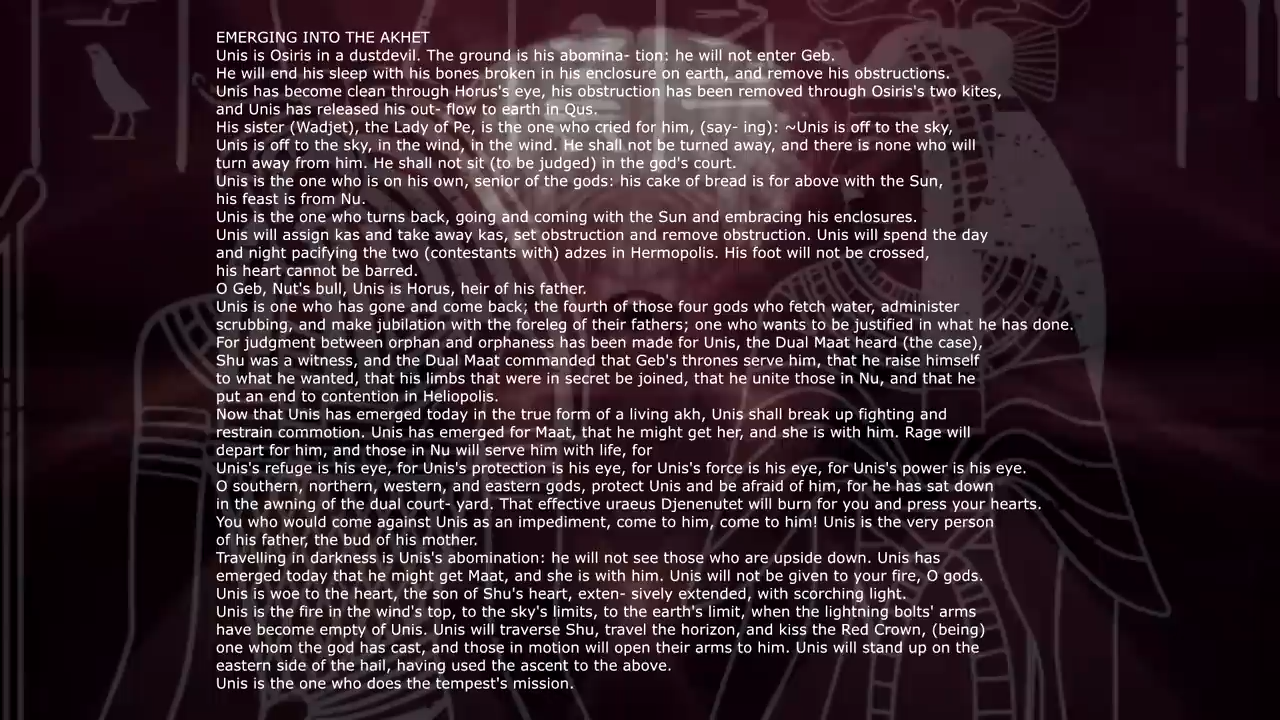 EMERGING INTO THE AKHET
Unis is Osiris in a dustdevil. The ground is his abomina- tion: he will not enter Geb.
He will end his sleep with his bones broken in his enclosure on earth, and remove his obstructions.
Unis has become clean through Horus's eye, his obstruction has been removed through Osiris's two kites,
and Unis has released his out- flow to earth in Qus.
His sister (Wadjet), the Lady of Pe, is the one who cried for him, (say- ing): ~Unis is off to the sky,
Unis is off to the sky, in the wind, in the wind. He shall not be turned away, and there is none who will
turn away from him. He shall not sit (to be judged) in the god's court.
Unis is the one who is on his own, senior of the gods: his cake of bread is for above with the Sun,
his feast is from Nu.
Unis is the one who turns back, going and coming with the Sun and embracing his enclosures.
Unis will assign kas and take away kas, set obstruction and remove obstruction. Unis will spend the day
and night pacifying the two (contestants with) adzes in Hermopolis. His foot will not be crossed,
his heart cannot be barred.
O Geb, Nut's bull, Unis is Horus, heir of his father.
Unis is one who has gone and come back; the fourth of those four gods who fetch water, administer
scrubbing, and make jubilation with the foreleg of their fathers; one who wants to be justified in what he has done.
For judgment between orphan and orphaness has been made for Unis, the Dual Maat heard (the case),
Shu was a witness, and the Dual Maat commanded that Geb's thrones serve him, that he raise himself
to what he wanted, that his limbs that were in secret be joined, that he unite those in Nu, and that he
put an end to contention in Heliopolis.
Now that Unis has emerged today in the true form of a living akh, Unis shall break up fighting and
restrain commotion. Unis has emerged for Maat, that he might get her, and she is with him. Rage will
depart for him, and those in Nu will serve him with life, for
Unis's refuge is his eye, for Unis's protection is his eye, for Unis's force is his eye, for Unis's power is his eye.
O southern, northern, western, and eastern gods, protect Unis and be afraid of him, for he has sat down
in the awning of the dual court- yard. That effective uraeus Djenenutet will burn for you and press your hearts.
You who would come against Unis as an impediment, come to him, come to him! Unis is the very person
of his father, the bud of his mother.
Travelling in darkness is Unis's abomination: he will not see those who are upside down. Unis has
emerged today that he might get Maat, and she is with him. Unis will not be given to your fire, O gods.
Unis is woe to the heart, the son of Shu's heart, exten- sively extended, with scorching light.
Unis is the fire in the wind's top, to the sky's limits, to the earth's limit, when the lightning bolts' arms
have become empty of Unis. Unis will traverse Shu, travel the horizon, and kiss the Red Crown, (being)
one whom the god has cast, and those in motion will open their arms to him. Unis will stand up on the
eastern side of the hail, having used the ascent to the above.
Unis is the one who does the tempest's mission.